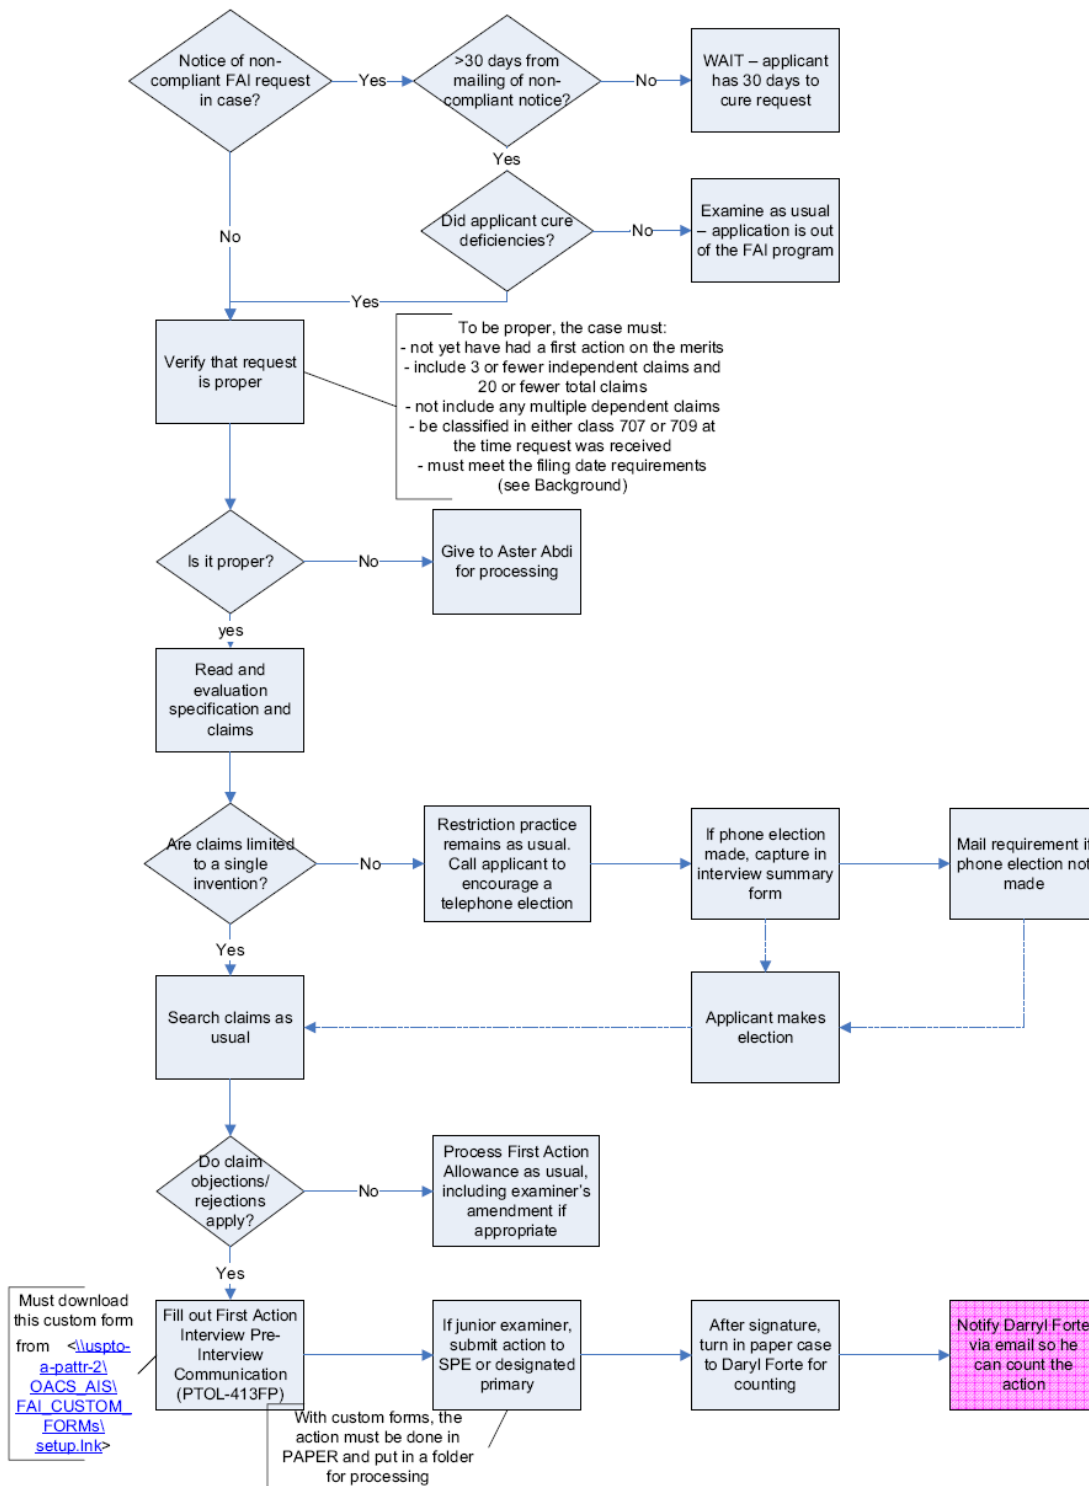 Notice of non-
compliant FAI request
in case?
Yes
>30 days from
mailing of non-
compliant notice?
No
WAIT – applicant
has 30 days to
cure request
Yes
No
Did applicant cure
deficiencies?
No
Examine as usual
– application is out
of the FAI program
Yes
Verify that request
is proper
To be proper, the case must:
- not yet have had a first action on the merits
- include 3 or fewer independent claims and
20 or fewer total claims
- not include any multiple dependent claims
- be classified in either class 707 or 709 at
the time request was received
- must meet the filing date requirements
(see Background)
Is it proper?
No
Give to Aster Abdi
for processing
yes
Read and
evaluation
specification and
claims
Are claims limited
to a single
invention?
No
Restriction practice
remains as usual.
Call applicant to
encourage a
telephone election
If phone election
made, capture in
interview summary
form
Mail requirement if
phone election not
made
Yes
Search claims as
usual
Applicant makes
election
Do claim
objections/
rejections
apply?
No
Process First Action
Allowance as usual,
including examiner's
amendment if
appropriate
Yes
Must download
this custom form
from <\\uspto-
a-pattr-2\
OACS_AIS\
FAI_CUSTOM_
FORMs\
setup.lnk>
Fill out First Action
Interview Pre-
Interview
Communication
(PTOL-413FP)
If junior examiner,
submit action to
SPE or designated
primary
After signature,
turn in paper case
to Daryl Forte for
counting
Notify Darryl Forte
via email so he
can count the
action
With custom forms, the
action must be done in
PAPER and put in a folder
for processing